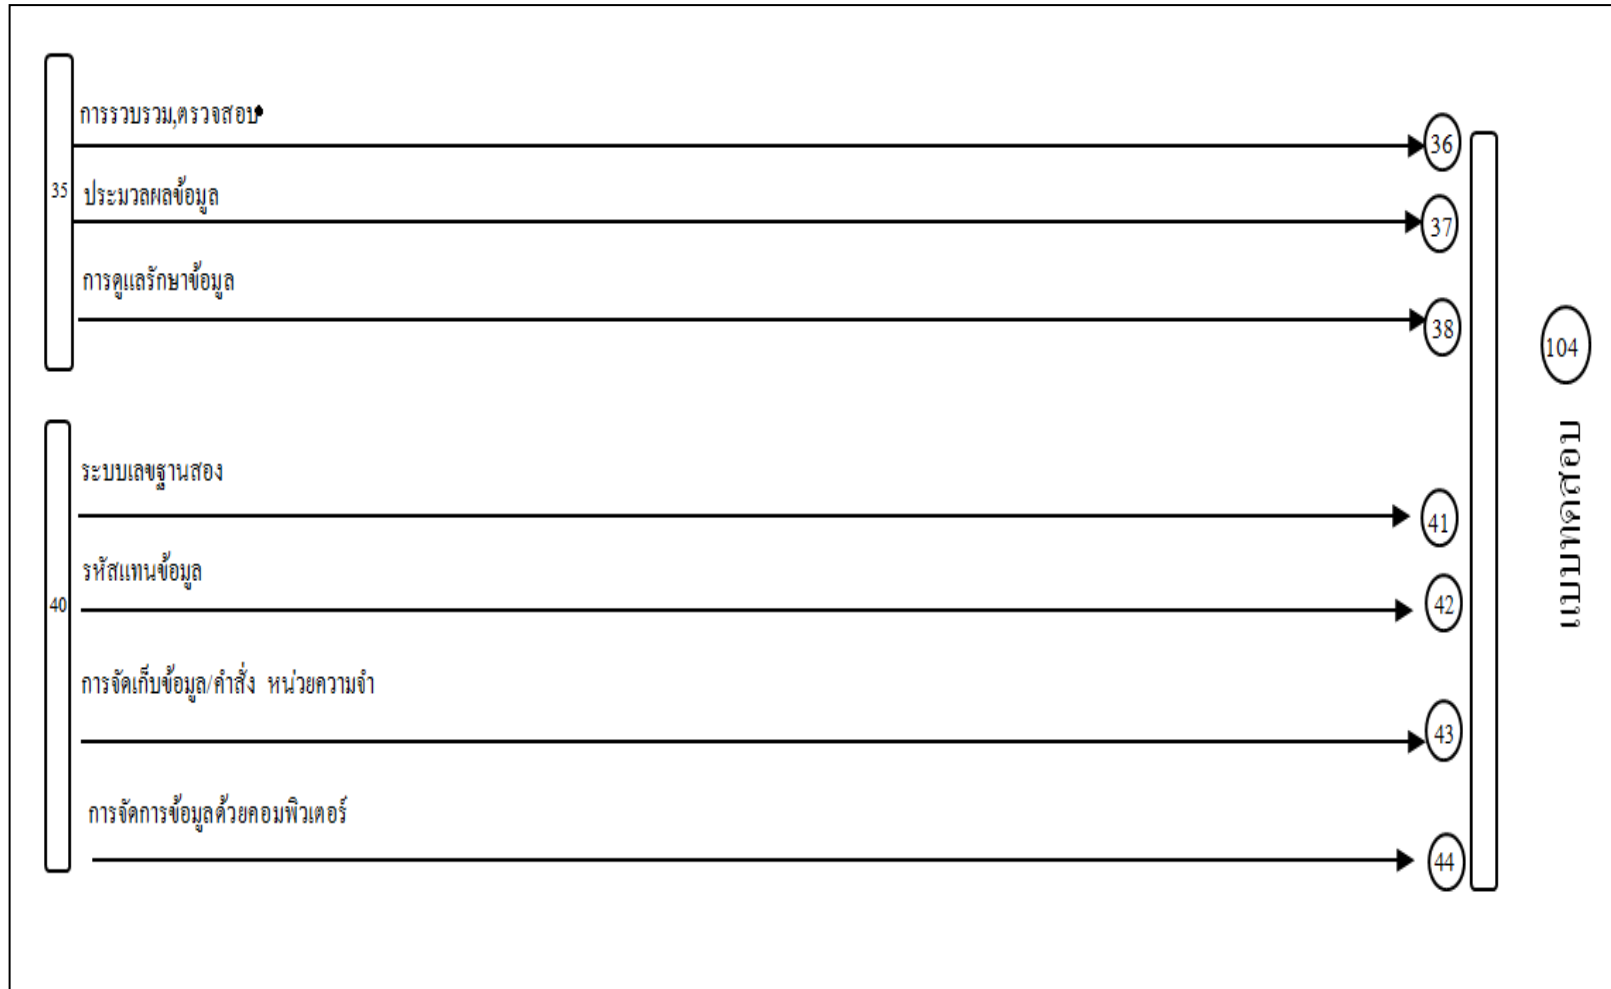 การรวบรวม,ตรวจสอบ
36
35
ประมวลผลข้อมูล
37
การดูแลรักษาข้อมูล
38
104
แบบทดสอบ
ระบบเลขฐานสอง
41
รหัสแทนข้อมูล
40
42
การจัดเก็บข้อมูล/คำสั่ง หน่วยความจำ
43
การจัดการข้อมูลด้วยคอมพิวเตอร์
44